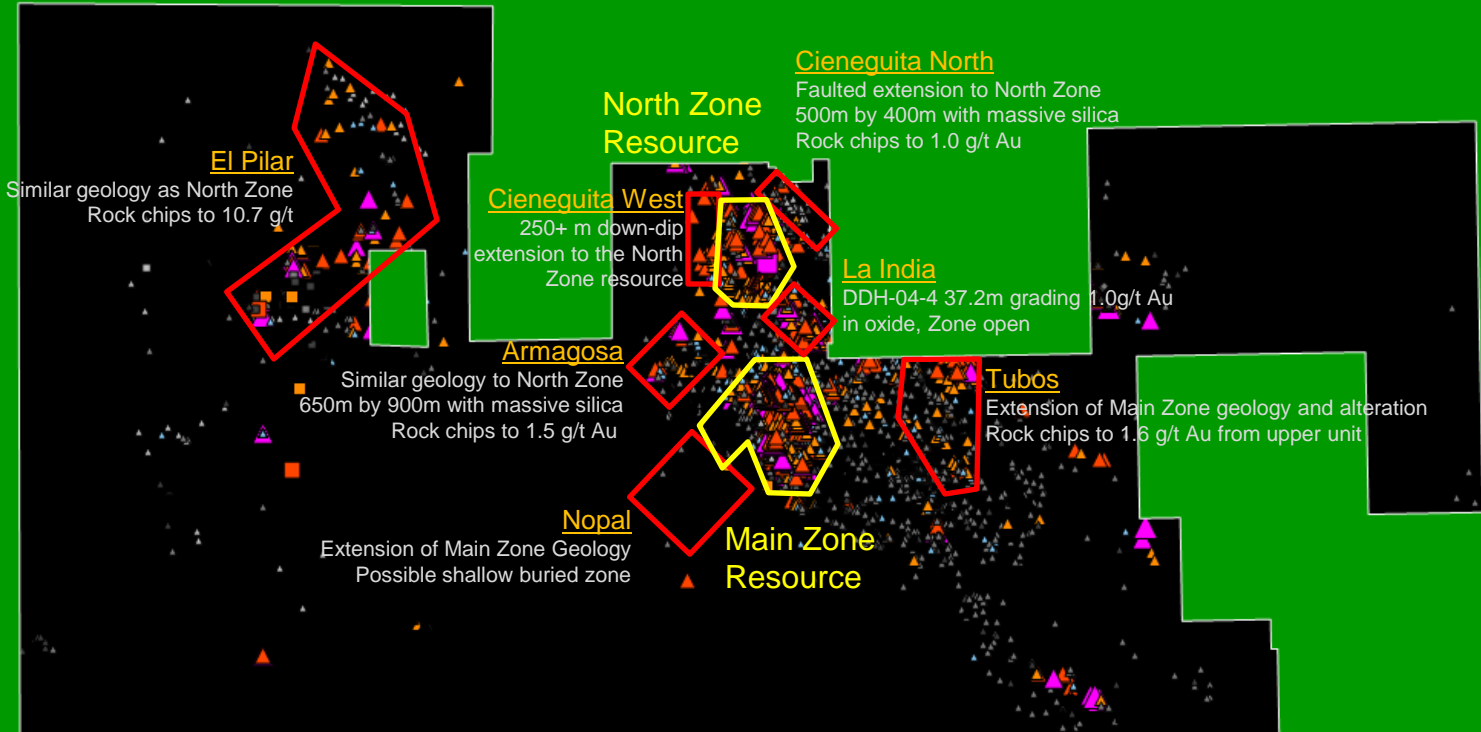 Cieneguita North
Faulted extension to North Zone
500m by 400m with massive silica
Rock chips to 1.0 g/t Au
North Zone
Resource
El Pilar
Similar geology as North Zone
Rock chips to 10.7 g/t
Cieneguita West
250+ m down-dip
extension to the North
Zone resource
La India
DDH-04-4 37.2m grading 1.0g/t Au
in oxide, Zone open
Armagosa
Similar geology to North Zone
650m by 900m with massive silica
Rock chips to 1.5 g/t Au
Tubos
Extension of Main Zone geology and alteration
Rock chips to 1.6 g/t Au from upper unit
Nopal
Extension of Main Zone Geology
Possible shallow buried zone
Main Zone
Resource